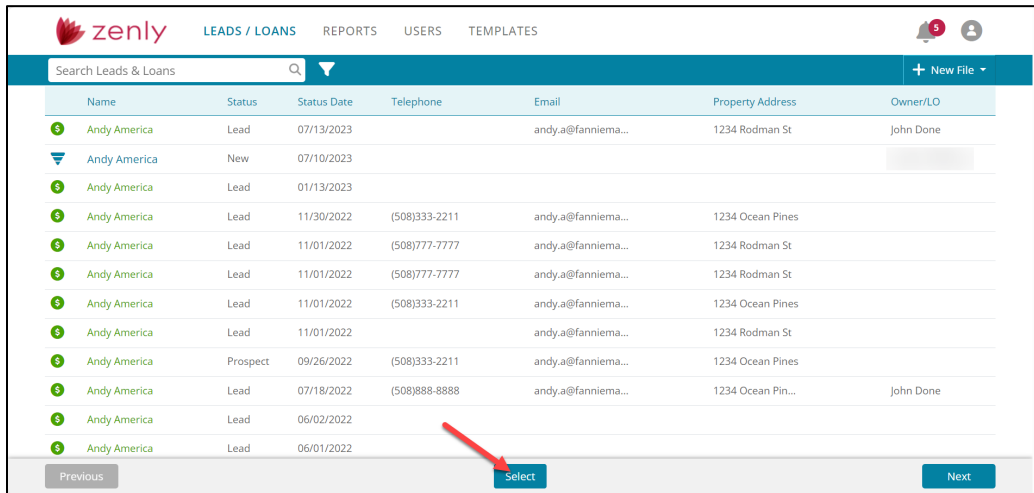 zenly LEADS / LOANS REPORTS USERS TEMPLATES 5
Search Leads & Loans + New File
Name Status Status Date Telephone Email Property Address Owner/LO
$ Andy America Lead 07/13/2023 andy.a@fanniema... 1234 Rodman St John Done
Andy America New 07/10/2023
$ Andy America Lead 01/13/2023
$ Andy America Lead 11/30/2022 (508)333-2211 andy.a@fanniema... 1234 Ocean Pines
$ Andy America Lead 11/01/2022 (508)777-7777 andy.a@fanniema... 1234 Rodman St
$ Andy America Lead 11/01/2022 (508)777-7777 andy.a@fanniema... 1234 Rodman St
$ Andy America Lead 11/01/2022 (508)333-2211 andy.a@fanniema... 1234 Ocean Pines
$ Andy America Lead 11/01/2022 andy.a@fanniema... 1234 Rodman St
$ Andy America Prospect 09/26/2022 (508)333-2211 andy.a@fanniema... 1234 Ocean Pines
$ Andy America Lead 07/18/2022 (508)888-8888 andy.a@fanniema... 1234 Ocean Pin... John Done
$ Andy America Lead 06/02/2022
$ Andy America Lead 06/01/2022
Previous Select Next